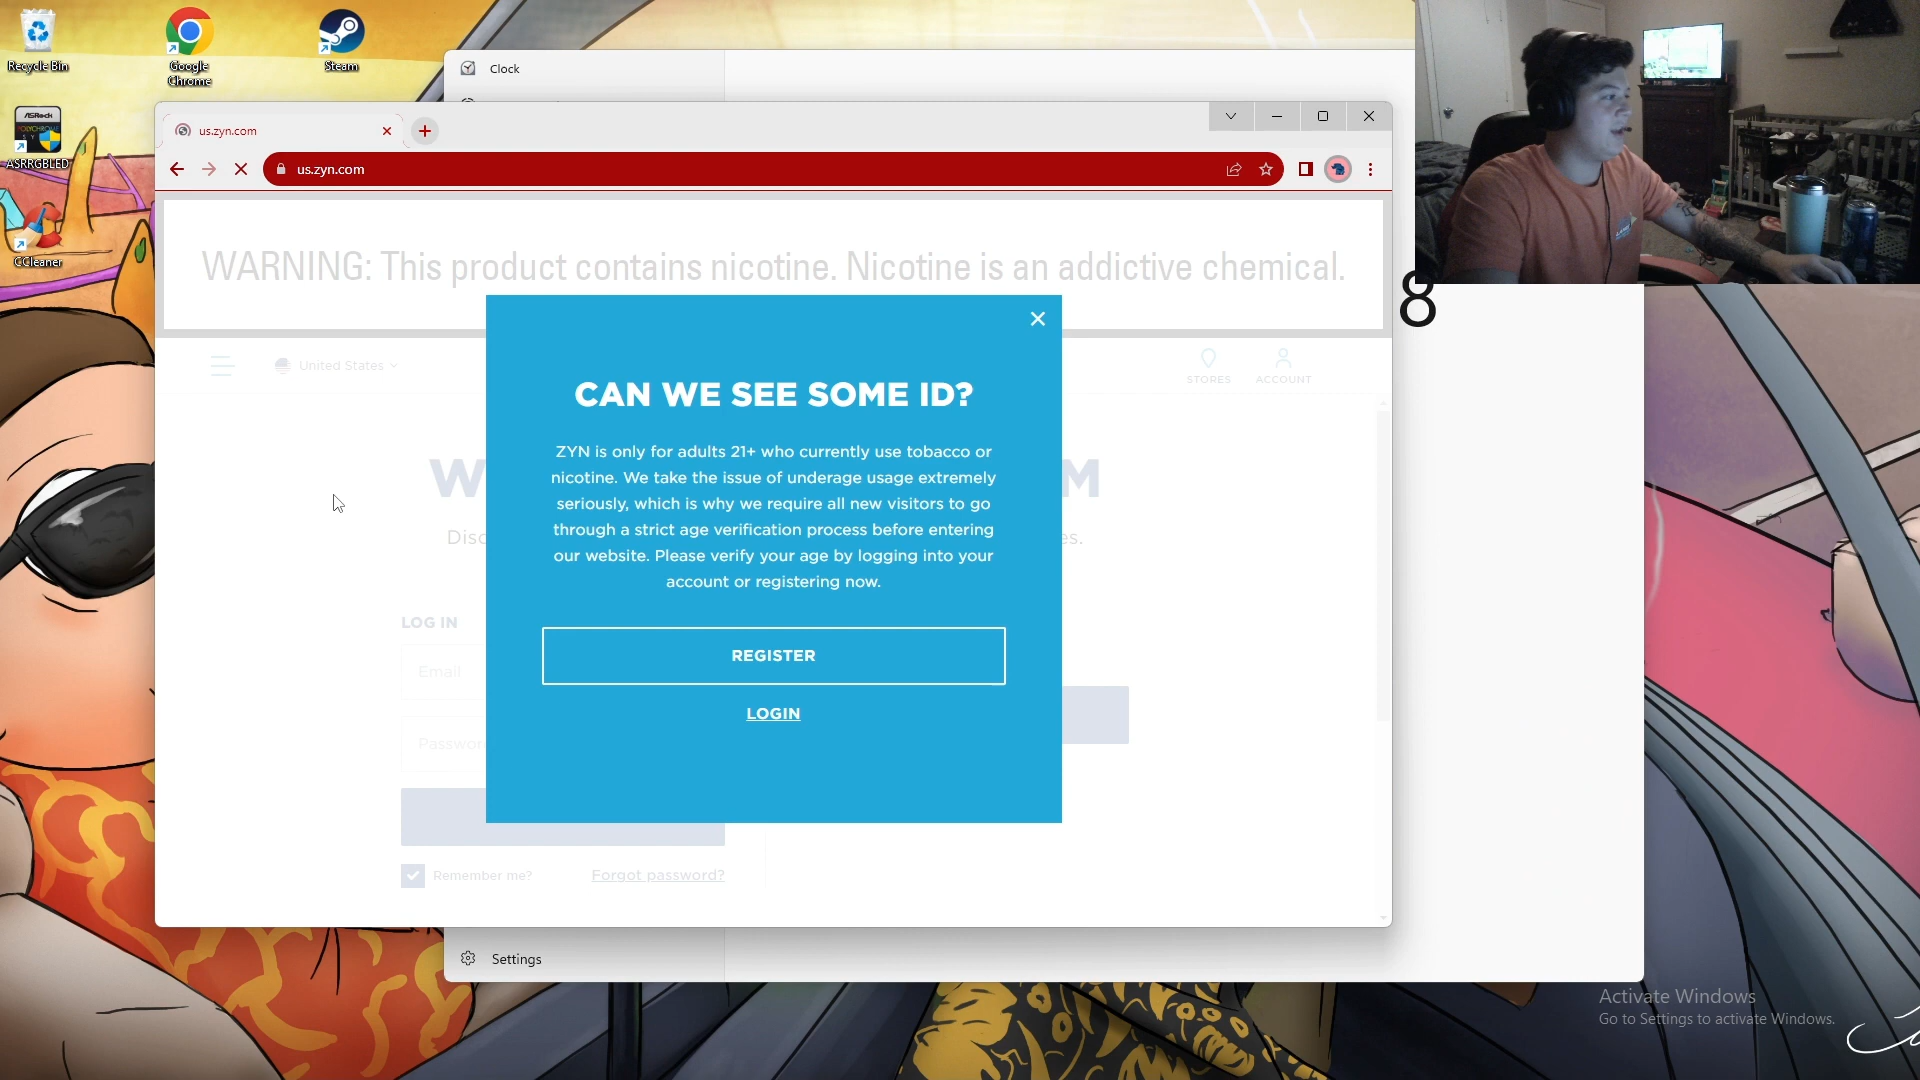 Recycle Bin
Google
Chrome
Steam
ASRock
POLYCHROME
ASRRGBLED
CCleaner
Clock
us.zyn.com
us.zyn.com
WARNING: This product contains nicotine. Nicotine is an addictive chemical.
8
United States
STORES
ACCOUNT
CAN WE SEE SOME ID?
ZYN is only for adults 21+ who currently use tobacco or
nicotine. We take the issue of underage usage extremely
seriously, which is why we require all new visitors to go
through a strict age verification process before entering
our website. Please verify your age by logging into your
account or registering now.
REGISTER
LOGIN
W
M
Disc
es.
LOG IN
Email
Passwor
Remember me?
Forgot password?
Settings
Activate Windows
Go to Settings to activate Windows.